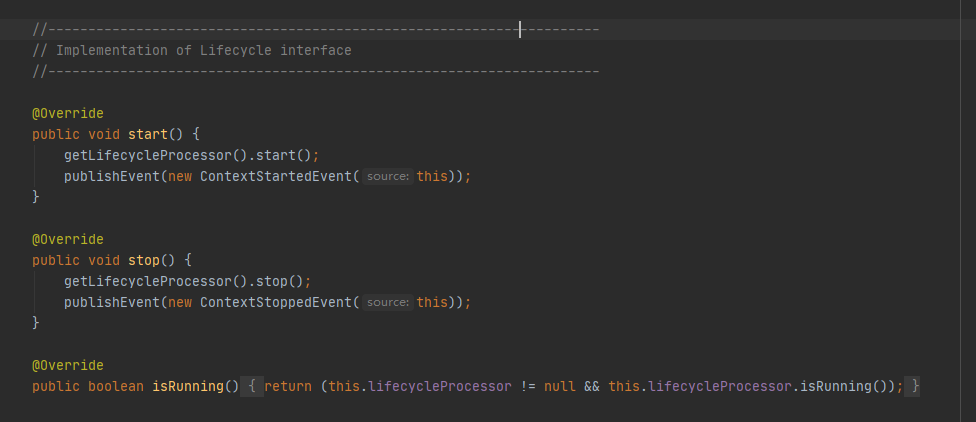 //---------------------------------------------------------------------
// Implementation of Lifecycle interface
//---------------------------------------------------------------------
@Override
public void start() {
getLifecycleProcessor().start();
publishEvent(new ContextStartedEvent( source: this));
}
@Override
public void stop() {
getLifecycleProcessor().stop();
publishEvent(new ContextStoppedEvent( source: this));
}
@Override
public boolean isRunning() { return (this.lifecycleProcessor != null && this.lifecycleProcessor.isRunning()); }